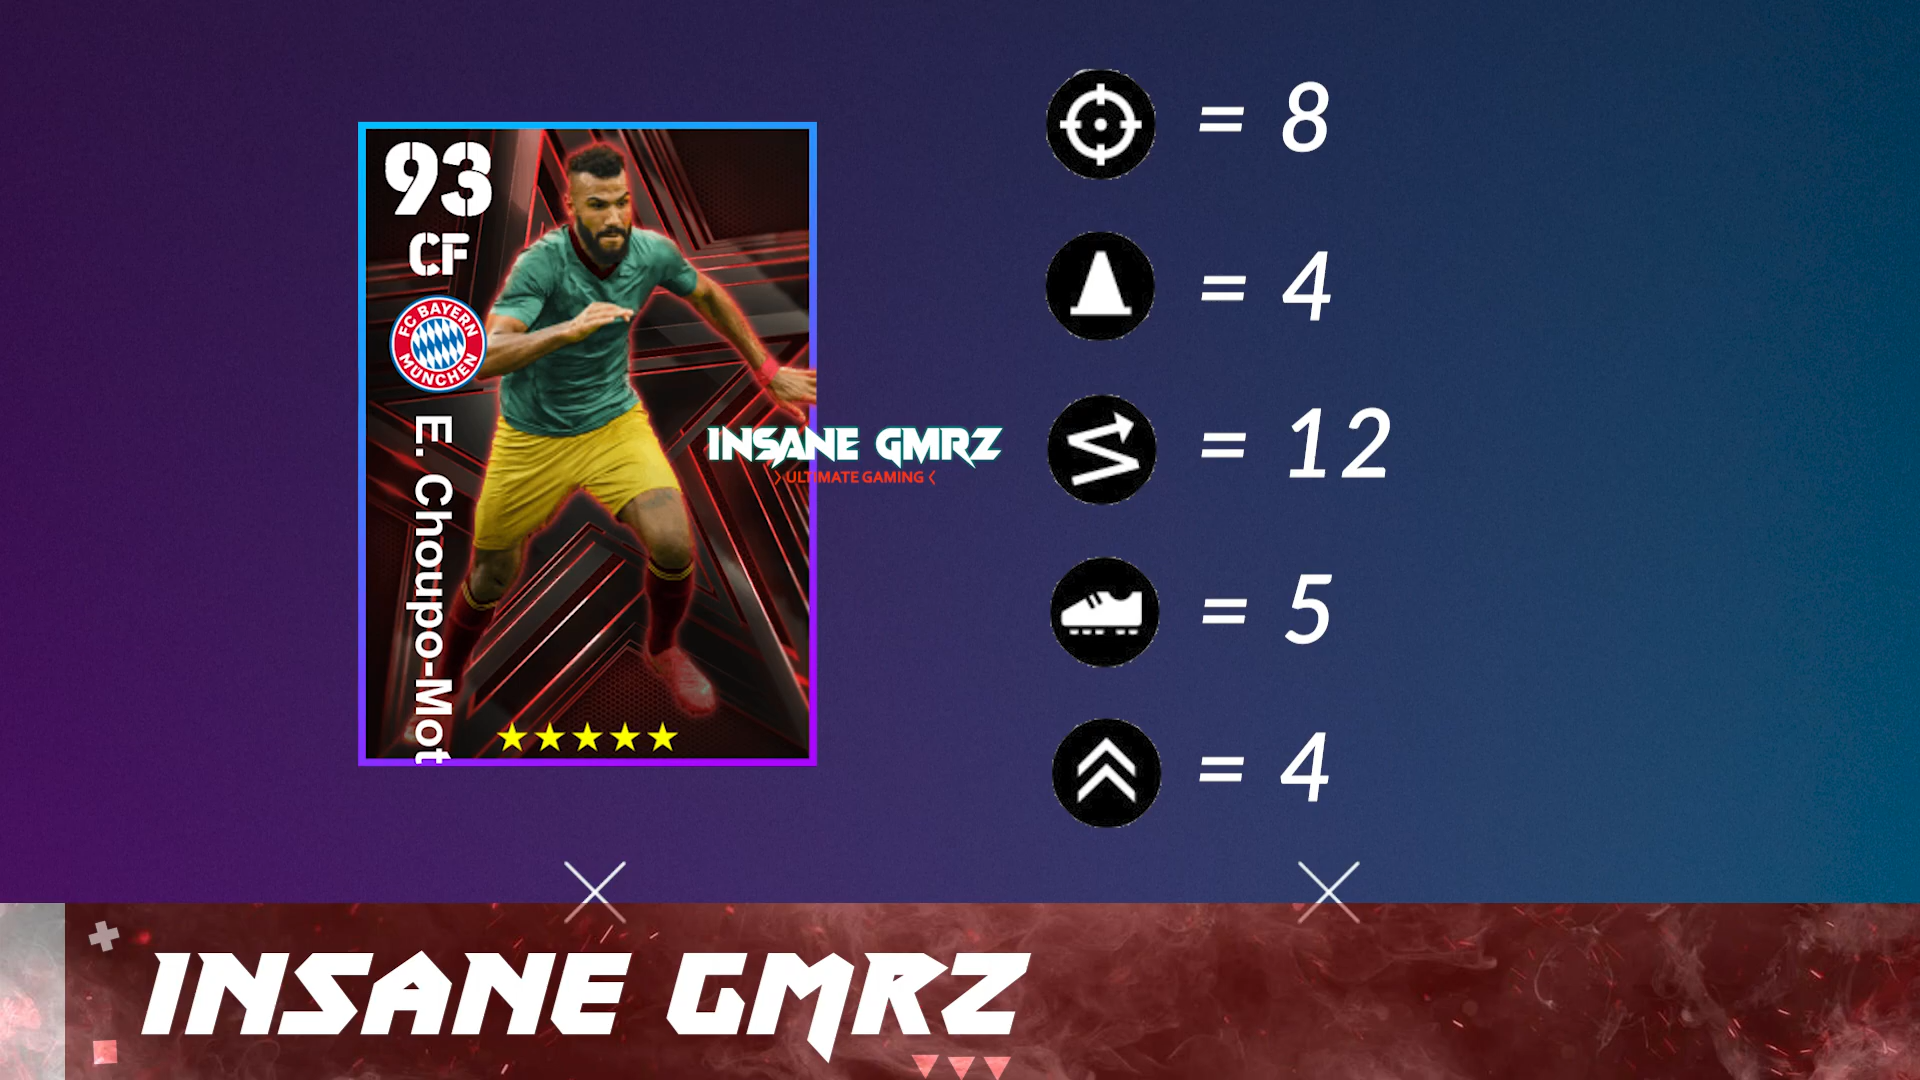 93
CF
FC BAYERN
MÜNCHEN
E. Choupo-Mot
INSANE GMRZ
ULTIMATE GAMING
= 8
= 4
= 12
= 5
= 4
INSANE GMRZ